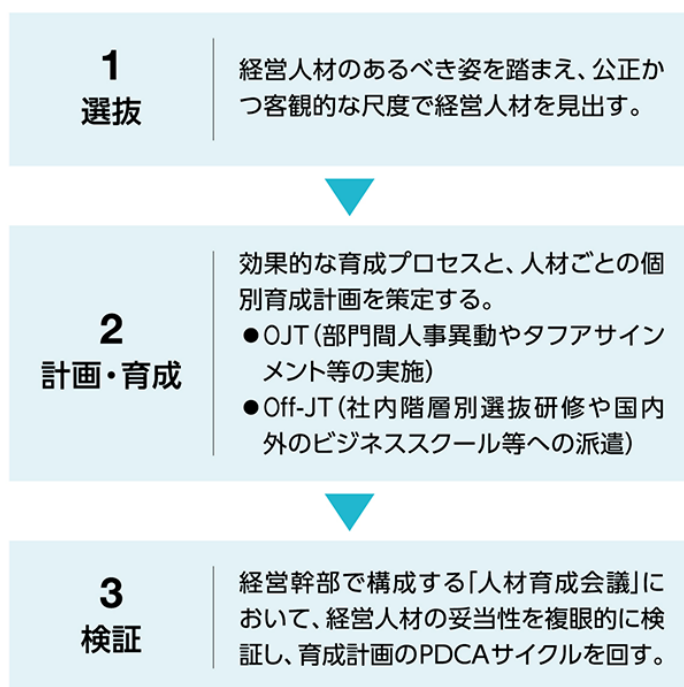 1
選抜
経営人材のあるべき姿を踏まえ、公正か
つ客観的な尺度で経営人材を見出す。
2
計画・育成
効果的な育成プロセスと、人材ごとの個
別育成計画を策定する。
●OJT(部門間人事異動やタフアサイン
メント等の実施)
●Off-JT(社内階層別選抜研修や国内
外のビジネススクール等への派遣)
3
検証
経営幹部で構成する「人材育成会議」に
おいて、経営人材の妥当性を複眼的に検
証し、育成計画のPDCAサイクルを回す。